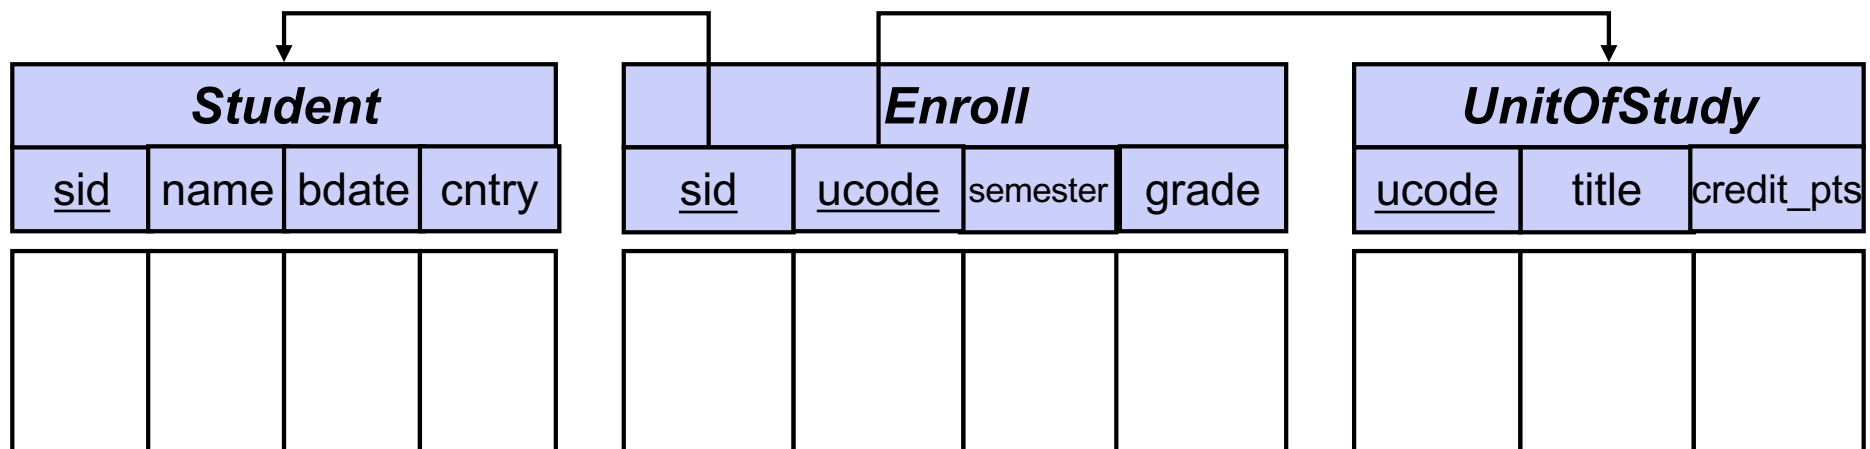 Student
sid name bdate cntry
Enroll
sid ucode semester grade
UnitOfStudy
ucode title credit_pts